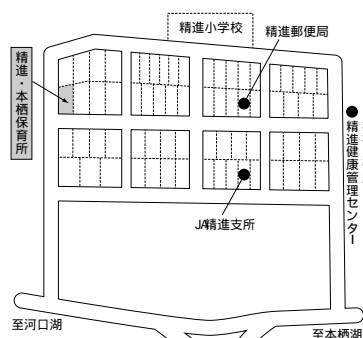 精進小学校
精進郵便局
精進・本栖保育所
精進健康管理センター
JA精進支所
至河口湖
至本栖湖